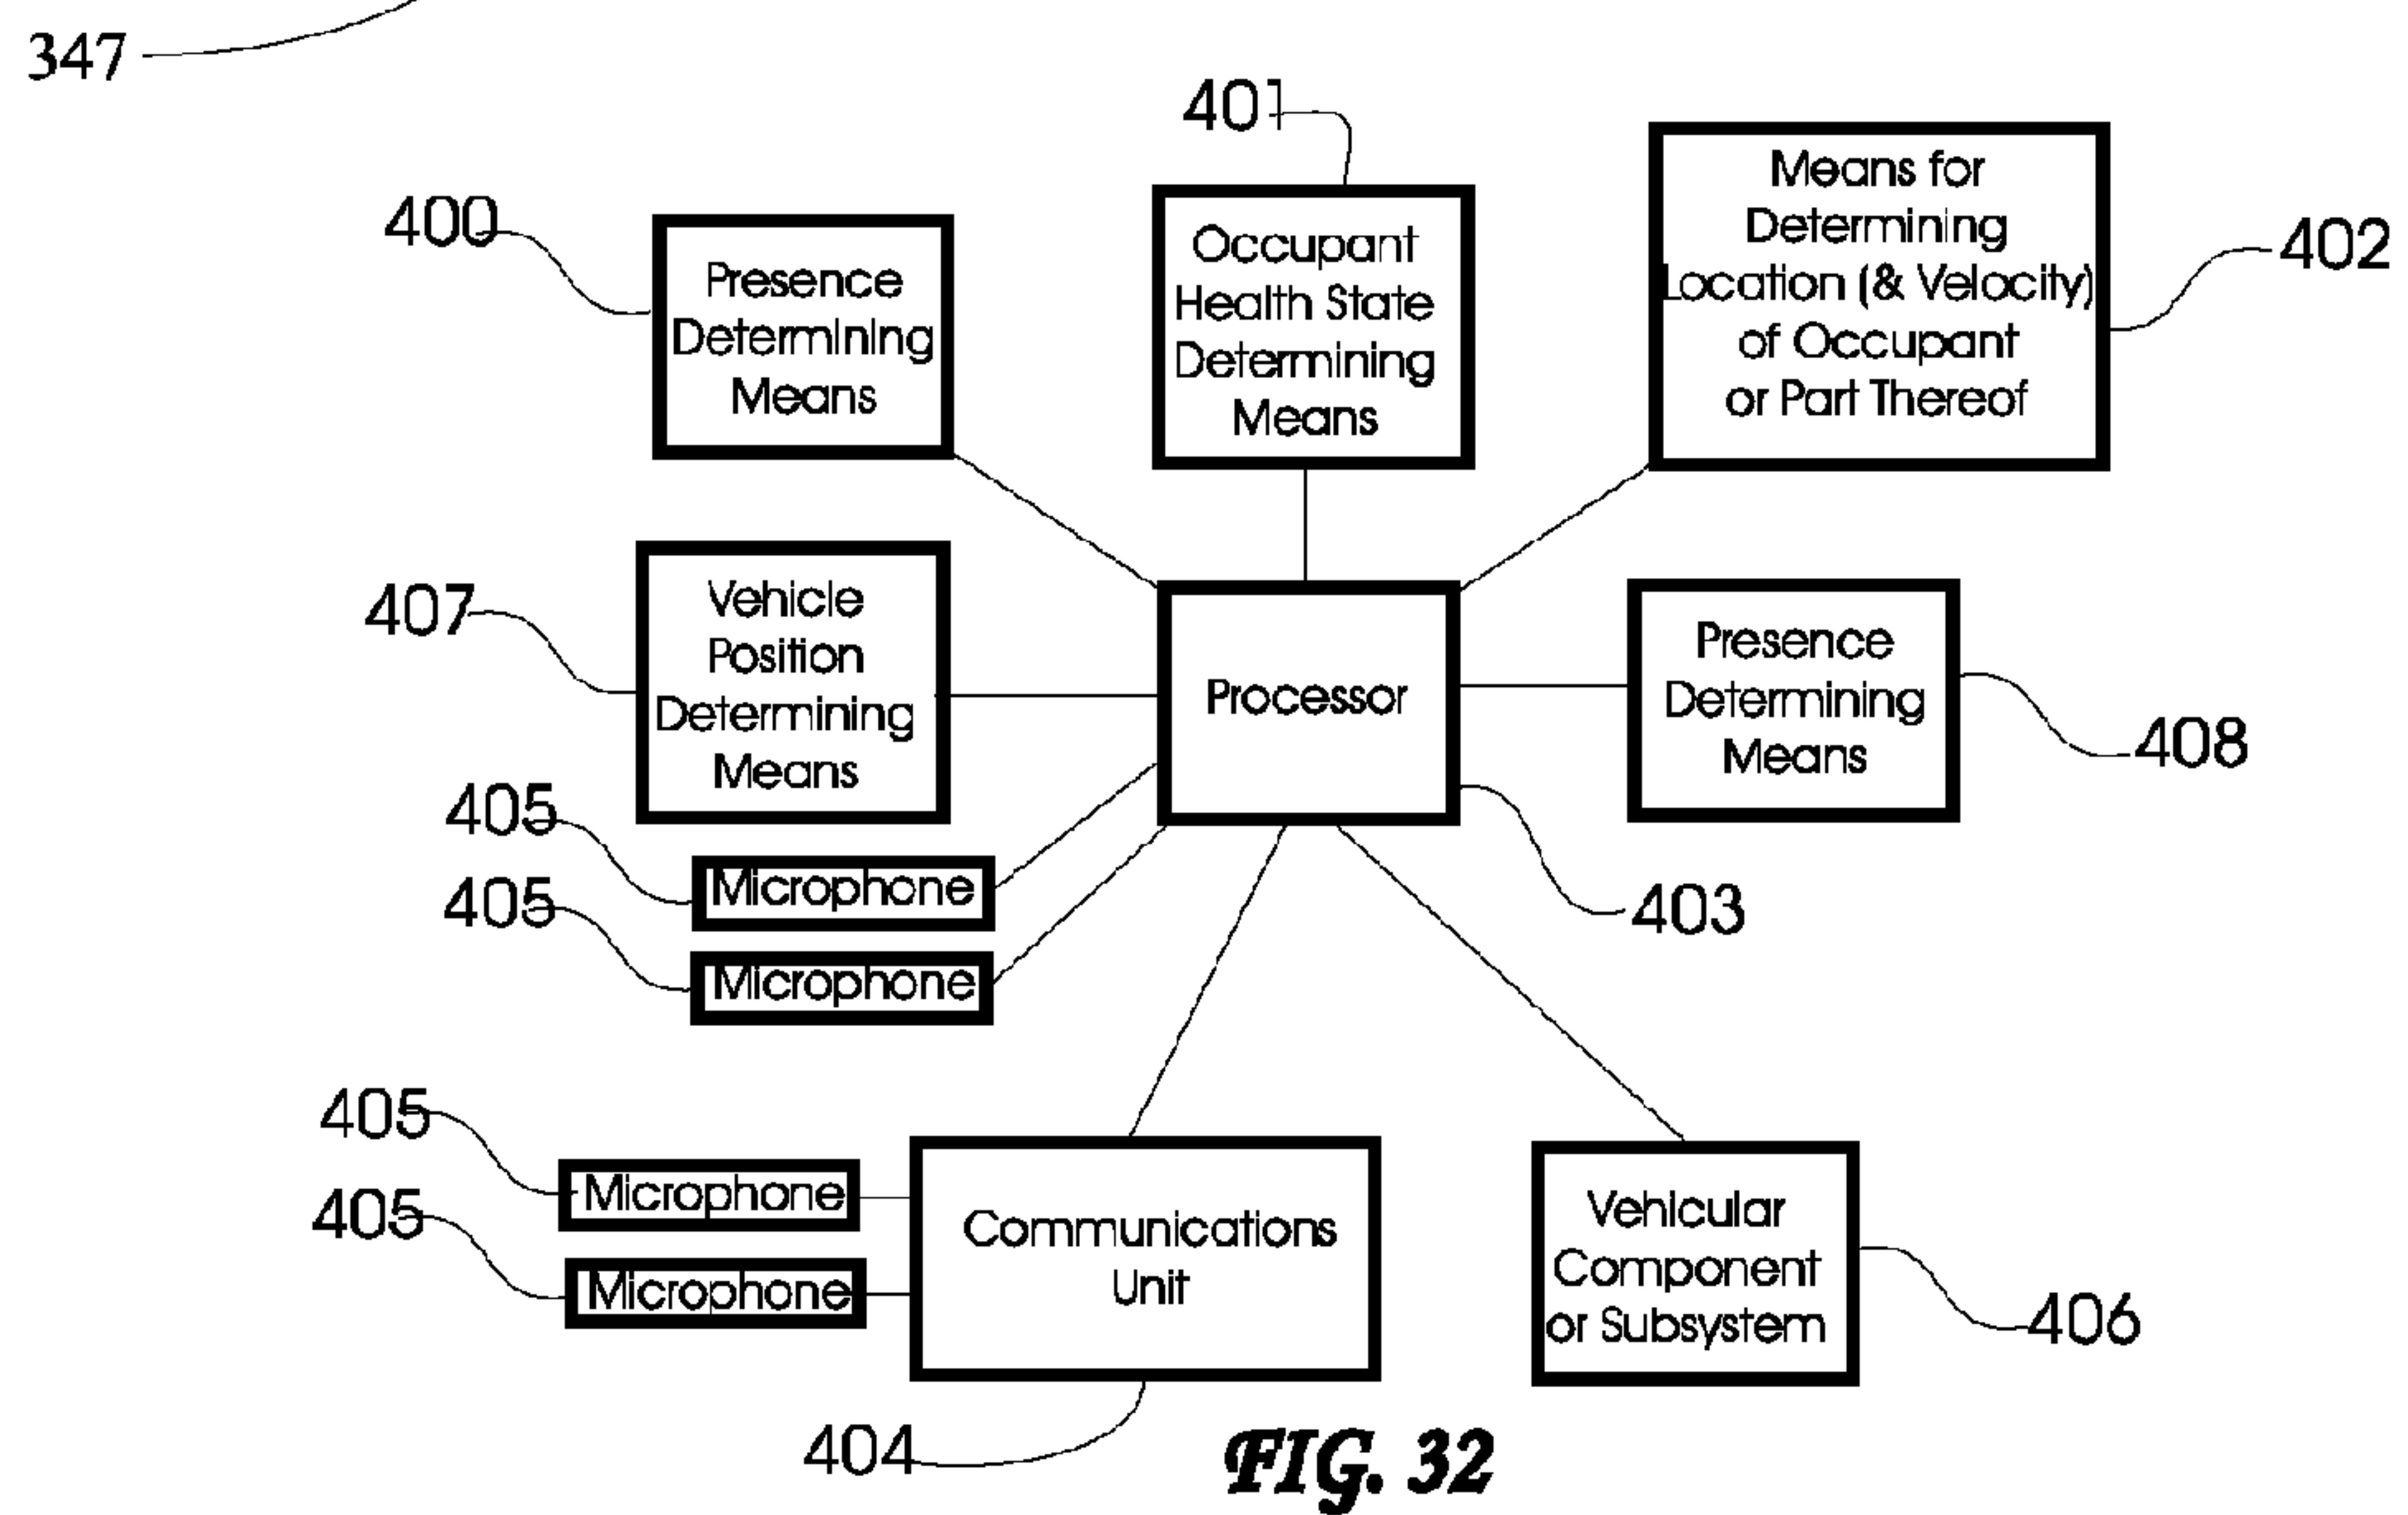 347
401
400
402
Presence
Determining
Means
Occupant
Health State
Determining
Means
Means for
Determining
Location (& Velocity)
of Occupant
or Part Thereof
407
Vehicle
Position
Determining
Means
Processor
Presence
Determining
Means
408
403
405
Microphone
405
Microphone
405
Microphone
405
Microphone
Communications
Unit
404
Vehicular
Component
or Subsystem
406
FIG. 32